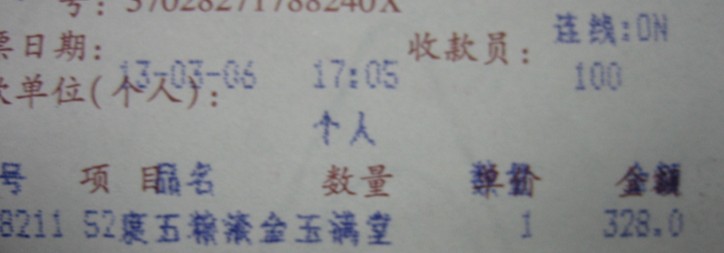 号: 37028271788240X
连线:ON
票日期:
收款员:
13-03-06 17:05
100
款单位(个人):
个人
号 项目 品名 数量 单价 金额
8211 52度五粮液金玉满堂 1 328.0